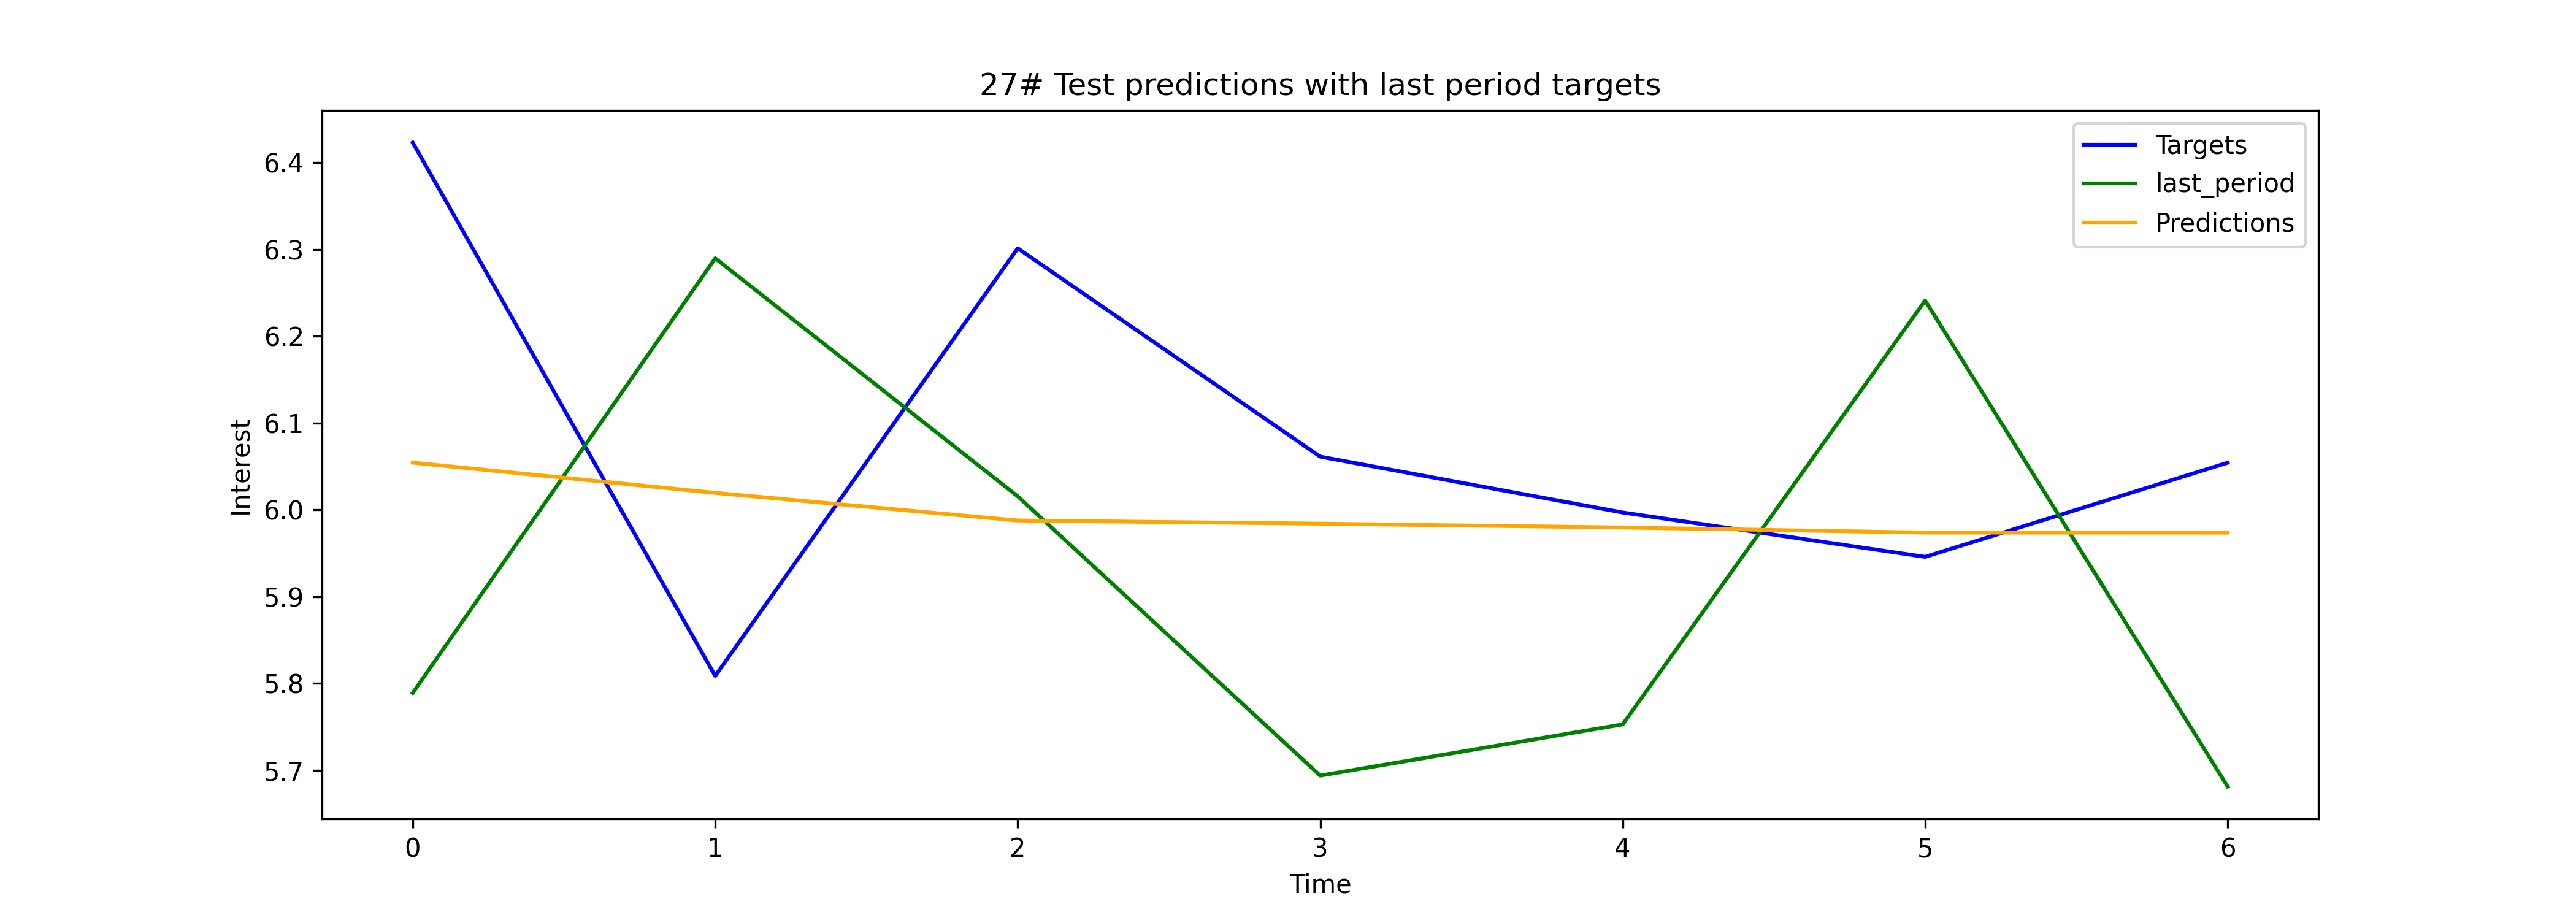 27# Test predictions with last period targets
Targets
last_period
Predictions
6.4
6.3
6.2
6.1
6.0
5.9
5.8
5.7
Interest
0 1 2 3 4 5 6
Time